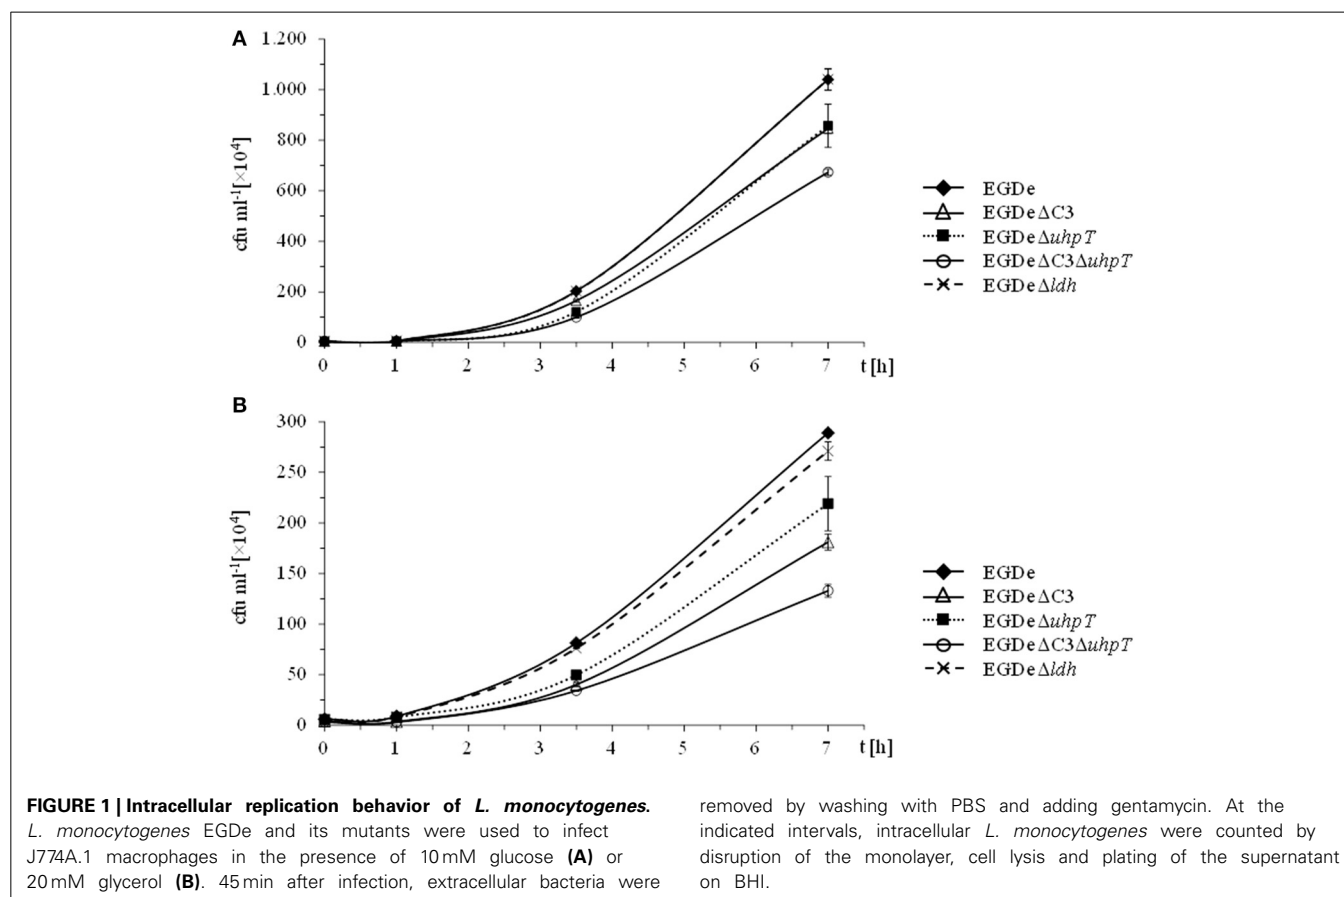 A
1.200
1.000
800
600
400
200
0
cfu ml-1[×10^4]
0 1 2 3 4 5 6 7 t [h]
EGDe
EGDeΔC3
EGDeΔuhpT
EGDeΔC3ΔuhpT
EGDeΔldh
B
300
250
200
150
100
50
0
cfu ml-1[×10^4]
0 1 2 3 4 5 6 7 t [h]
EGDe
EGDeΔC3
EGDeΔuhpT
EGDeΔC3ΔuhpT
EGDeΔldh
FIGURE 1 | Intracellular replication behavior of L. monocytogenes.
L. monocytogenes EGDe and its mutants were used to infect
J774A.1 macrophages in the presence of 10 mM glucose (A) or
20 mM glycerol (B). 45 min after infection, extracellular bacteria were
removed by washing with PBS and adding gentamycin. At the
indicated intervals, intracellular L. monocytogenes were counted by
disruption of the monolayer, cell lysis and plating of the supernatant
on BHI.